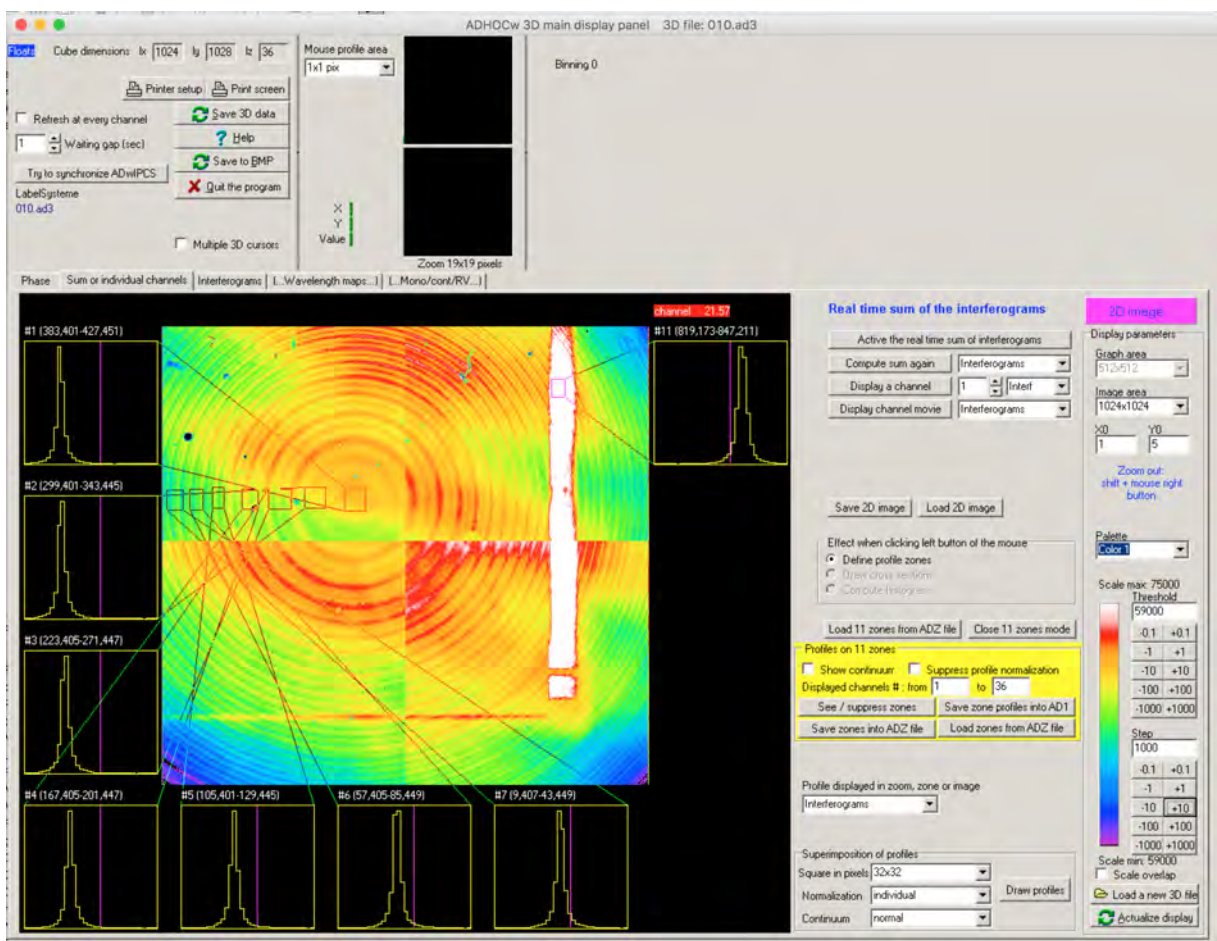 ADHOCw 3D main display panel 3D file: 010.ad3
Floats Cube dimensions lx 1024 ly 1028 lz 36
Printer setup Print screen
Refresh at every channel
Save 3D data
1 Waiting gap (sec)
? Help
Try to synchronize ADwIPCS
Save to BMP
LabelSysteme
Quit the program
010.ad3
Multiple 3D cursors
Mouse profile area
1x1 pix
X
Y
Value
Zoom 19x19 pixels
Binning 0
Phase Sum or individual channels Interferograms (...Wavelength maps...) (...Mono/cont/RV...)
channel 21.57
#1 (383,401-427,451)
#11 (819,173-847,211)
#2 (299,401-343,445)
#3 (223,405-271,447)
#4 (167,405-201,447)
#5 (105,401-129,445)
#6 (57,405-85,449)
#7 (9,407-43,449)
Real time sum of the interferograms
Active the real time sum of interferograms
Compute sum again Interferograms
Display a channel 1 Interf
Display channel movie Interferograms
Save 2D image Load 2D image
Effect when clicking left button of the mouse
Define profile zones
Draw cross sections
Compute histogram
Load 11 zones from ADZ file Close 11 zones mode
Profiles on 11 zones
Show continuum Suppress profile normalization
Displayed channels # : from 1 to 36
See / suppress zones Save zone profiles into AD1
Save zones into ADZ file Load zones from ADZ file
Profile displayed in zoom, zone or image
Interferograms
Superimposition of profiles
Square in pixels 32x32
Normalization individual
Draw profiles
Continuum normal
2D image
Display parameters
Graph area
512x512
Image area
1024x1024
X0 Y0
1 5
Zoom out:
shift + mouse right
button
Palette
Color 1
Scale max: 75000
Threshold
59000
-0.1 +0.1
-1 +1
-10 +10
-100 +100
-1000 +1000
Step
1000
-0.1 +0.1
-1 +1
-10 +10
-100 +100
-1000 +1000
Scale min: 59000
Scale overlap
Load a new 3D file
Actualize display